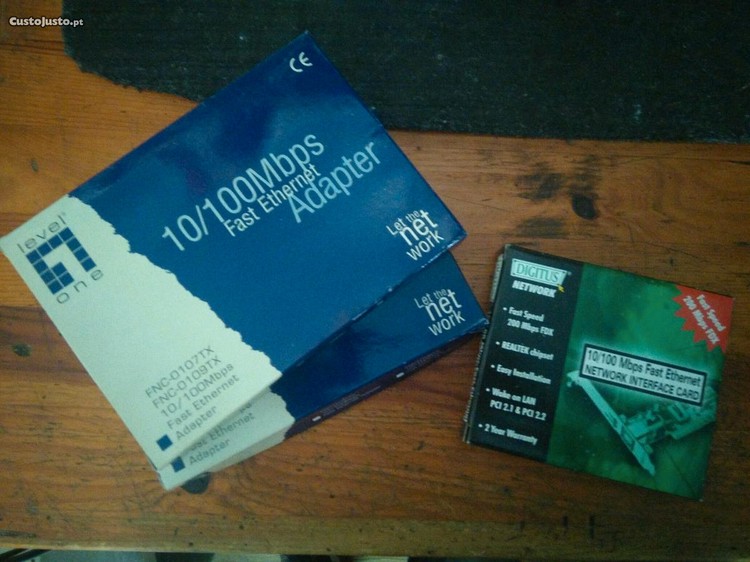 CustoJusto.pt
CE
10/100Mbps
Fast Ethernet
Adapter
Let the
net
work
level
one
FNC-0107TX
FNC-0109TX
10/100Mbps
Fast Ethernet
Adapter
Let the
net
work
Fast Ethernet
Adapter
DIGITUS
NETWORK
• Fast Speed
200 Mbps FDX
• REALTEK chipset
• Easy Installation
• Wake on LAN
PCI 2.1 & PCI 2.2
• 2 Year Warranty
Fast Speed
200 Mbps FDX
10/100 Mbps Fast Ethernet
NETWORK INTERFACE CARD